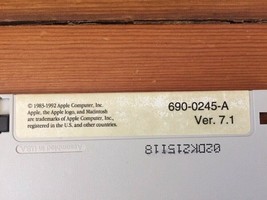 © 1983-1992 Apple Computer, Inc.
Apple, the Apple logo, and Macintosh
are trademarks of Apple Computer, Inc.,
registered in the U.S. and other countries.
690-0245-A
Ver. 7.1
02DK215118